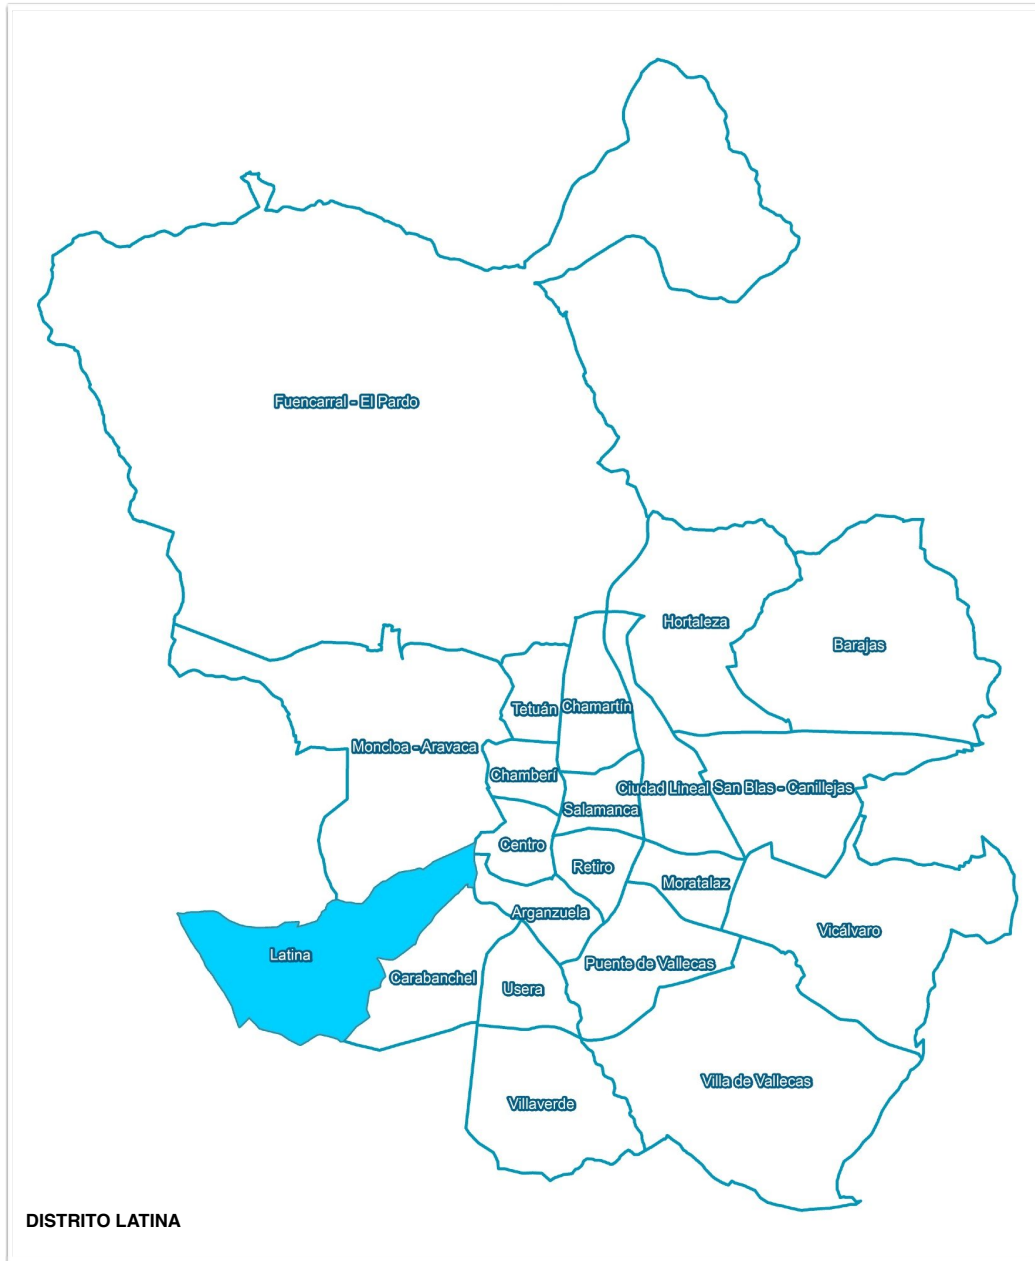 Fuencarral - El Pardo
Hortaleza
Barajas
Tetuán
Chamartín
Moncloa - Aravaca
Chamberí
Ciudad Lineal
San Blas - Canillejas
Salamanca
Centro
Retiro
Moratalaz
Arganzuela
Vicálvaro
Latina
Carabanchel
Puente de Vallecas
Usera
Villa de Vallecas
Villaverde
DISTRITO LATINA